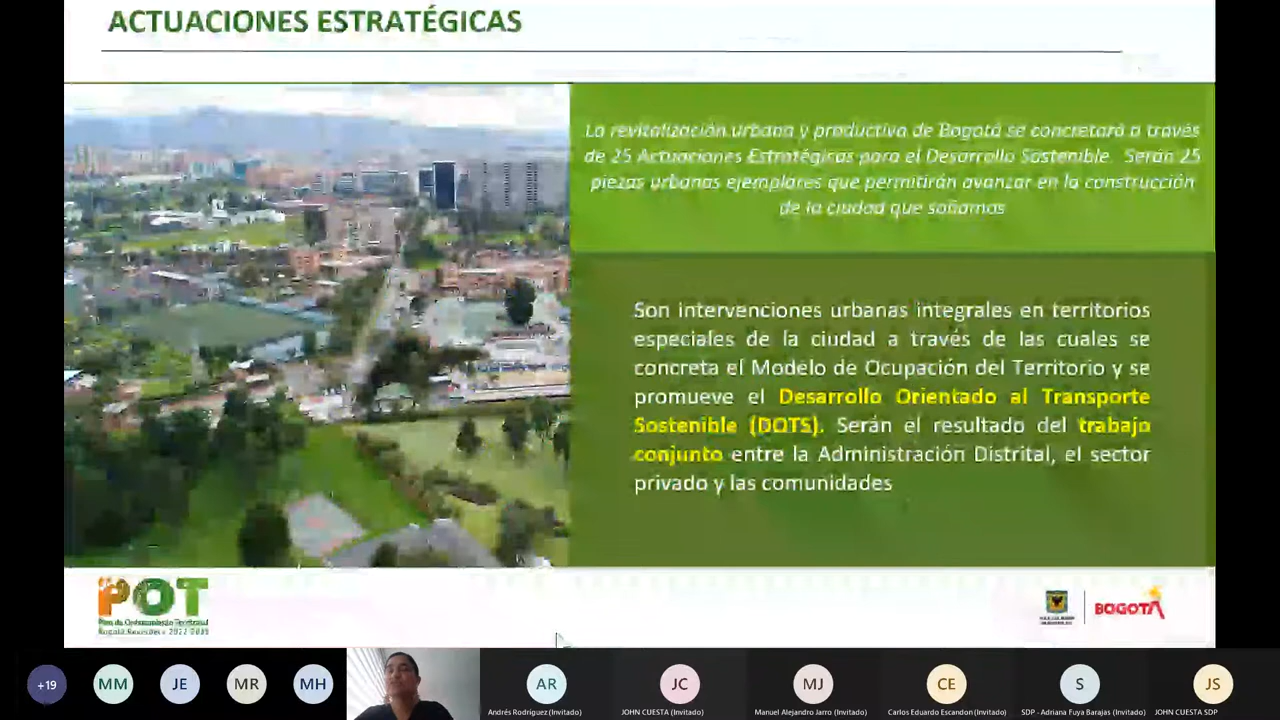 ACTUACIONES ESTRATÉGICAS
La revitalización urbana y productiva de Bogotá se concretará a través
de 25 Actuaciones Estratégicas para el Desarrollo Sostenible. Serán 25
piezas urbanas ejemplares que permitirán avanzar en la construcción
de la ciudad que soñamos
Son intervenciones urbanas integrales en territorios
especiales de la ciudad a través de las cuales se
concreta el Modelo de Ocupación del Territorio y se
promueve el Desarrollo Orientado al Transporte
Sostenible (DOTS). Serán el resultado del trabajo
conjunto entre la Administración Distrital, el sector
privado y las comunidades
POT
Plan de Ordenamiento Territorial
BOGOTÁ
+19
MM
JE
MR
MH
AR
JC
MJ
CE
S
JS
Andrés Rodríguez (Invitado)
JOHN CUESTA (Invitado)
Manuel Alejandro Jarro (Invitado)
Carlos Eduardo Escandon (Invitado)
SDP - Adriana Fuya Barajas (Invitado)
JOHN CUESTA SDP